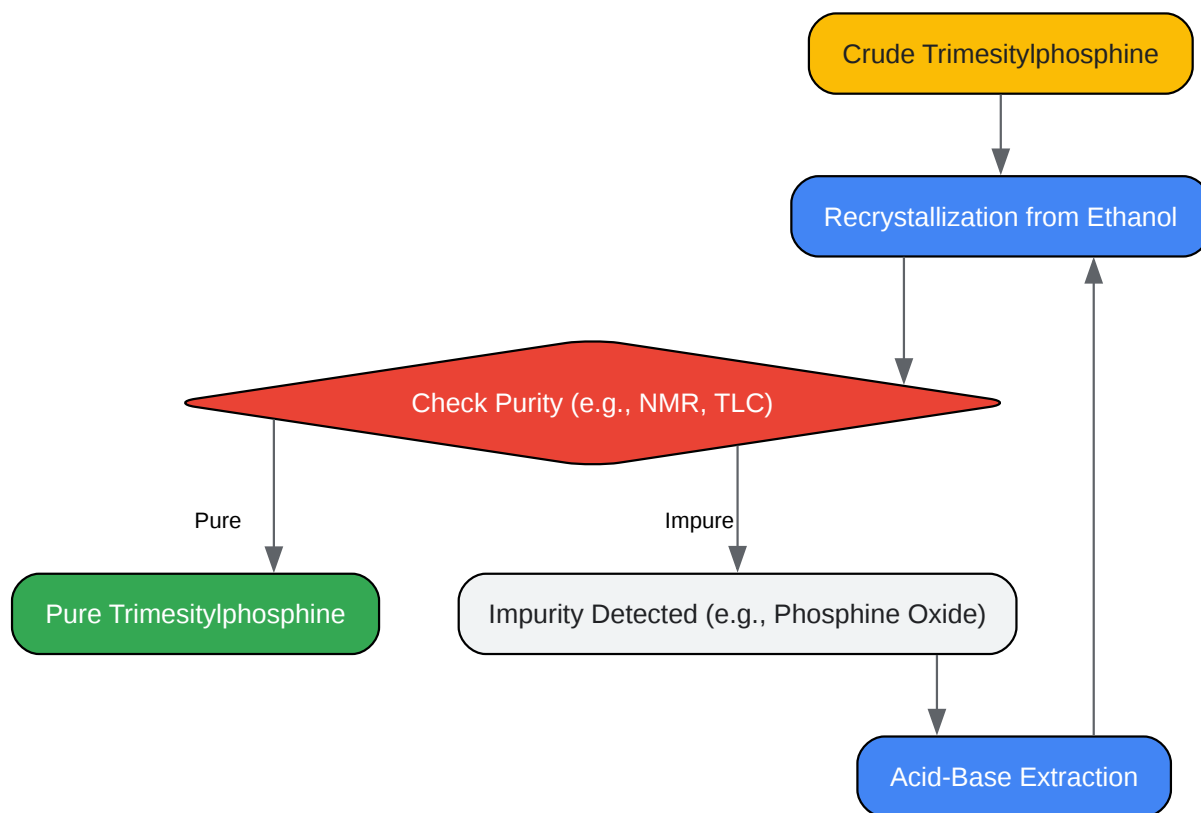 Crude Trimesitylphosphine
Recrystallization from Ethanol
Check Purity (e.g., NMR, TLC)
Pure
Impure
Pure Trimesitylphosphine
Impurity Detected (e.g., Phosphine Oxide)
Acid-Base Extraction